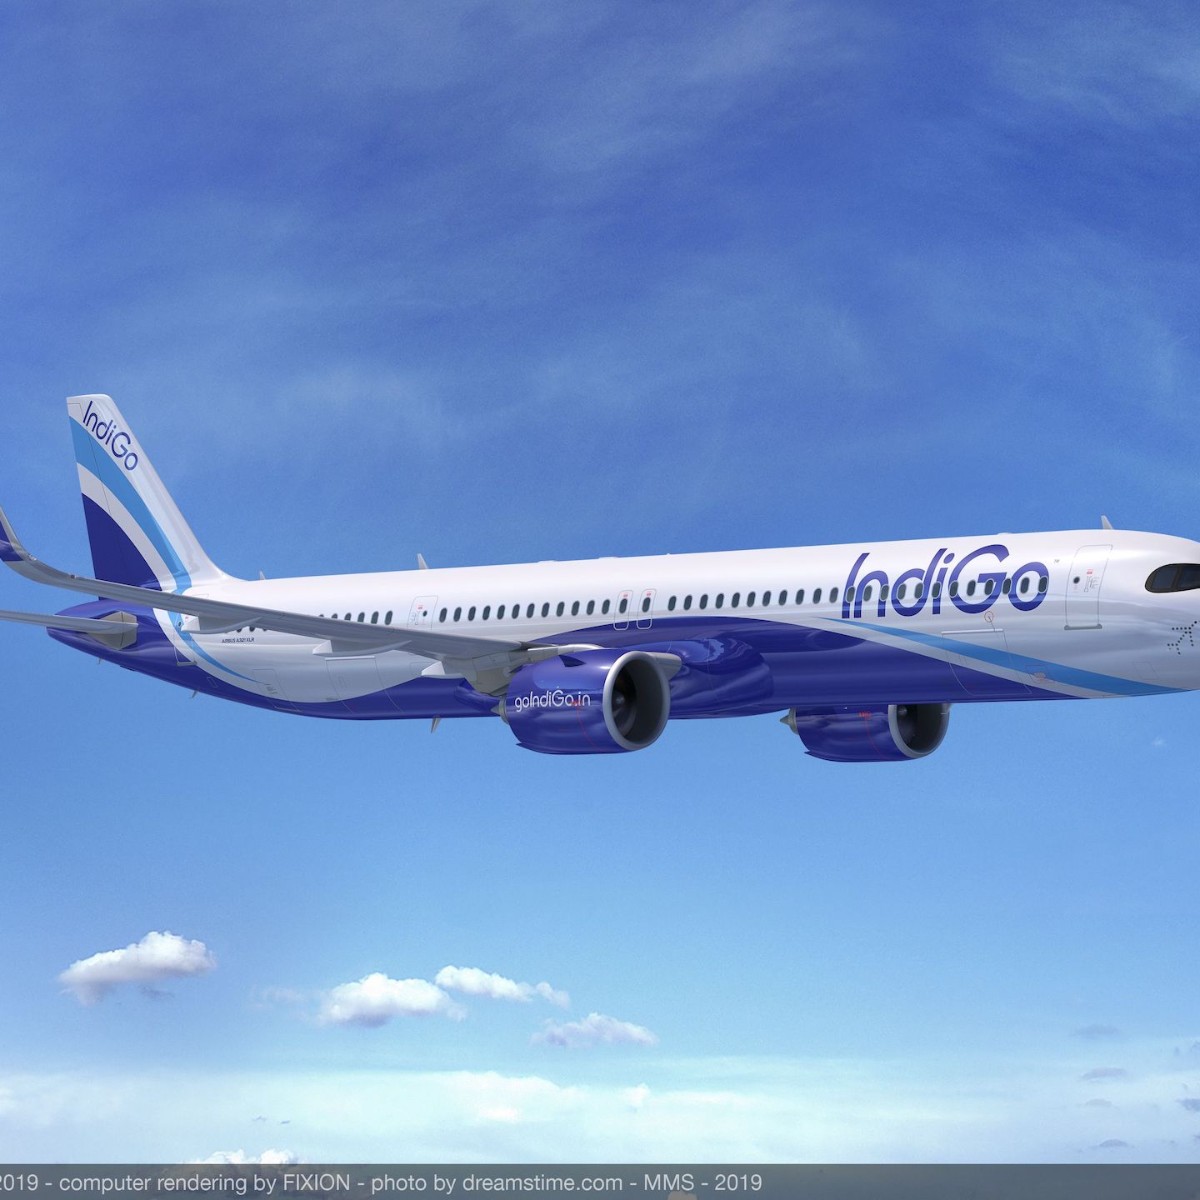 IndiGo
IndiGo
goIndiGo.in
2019 - computer rendering by FIXION - photo by dreamstime.com - MMS - 2019